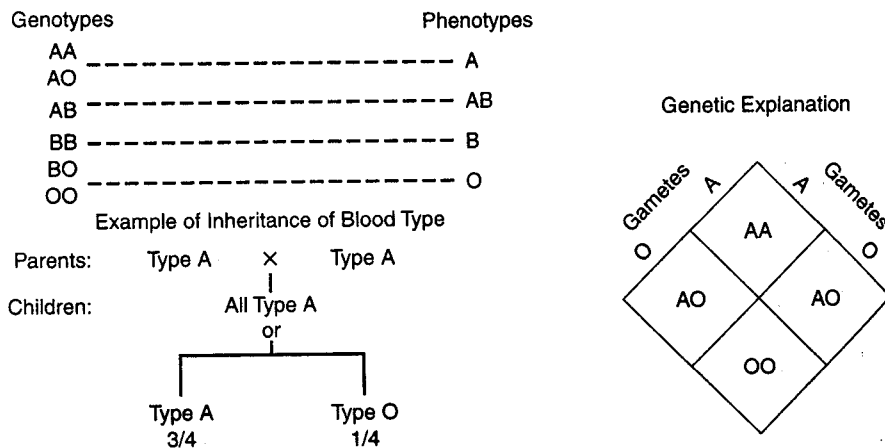 Genotypes Phenotypes
AA
AO
A
AB
AB
BB
B
BO
OO
O
Example of Inheritance of Blood Type
Parents: Type A × Type A
Children: All Type A
or
Type A Type O
3/4 1/4
Genetic Explanation
Gametes Gametes
A A
O O
AA
AO AO
OO